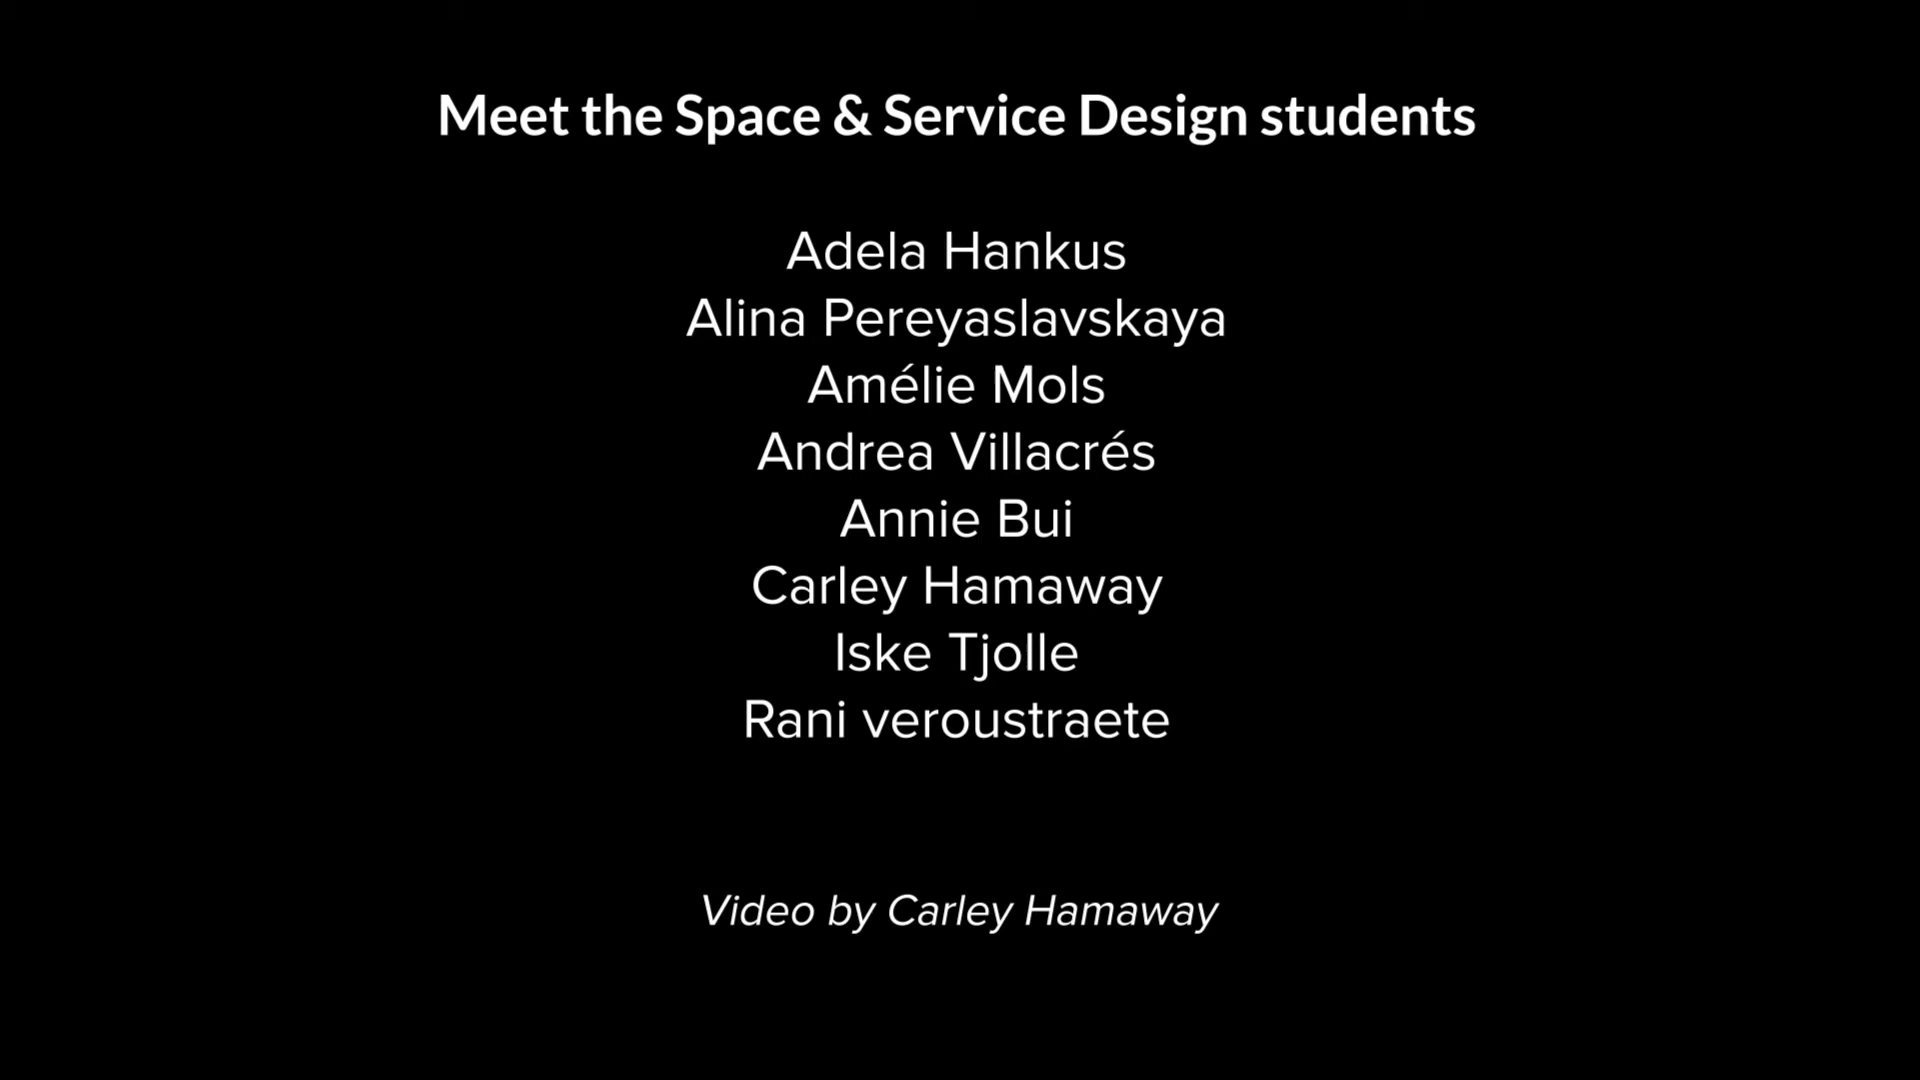 Meet the Space & Service Design students
Adela Hankus
Alina Pereyaslavskaya
Amélie Mols
Andrea Villacrés
Annie Bui
Carley Hamaway
Iske Tjolle
Rani veroustraete
Video by Carley Hamaway